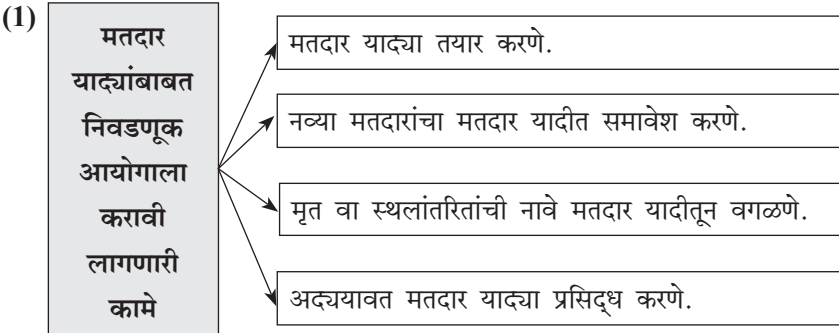 (1)
मतदार
याद्यांबाबत
निवडणूक
आयोगाला
करावी
लागणारी
कामे
मतदार याद्या तयार करणे.
नव्या मतदारांचा मतदार यादीत समावेश करणे.
मृत वा स्थलांतरितांची नावे मतदार यादीतून वगळणे.
अद्ययावत मतदार याद्या प्रसिद्ध करणे.